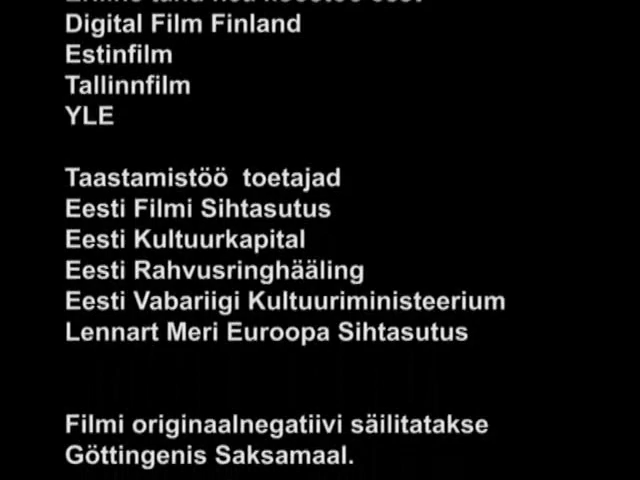 Digital Film Finland
Estinfilm
Tallinnfilm
YLE
Taastamistöö toetajad
Eesti Filmi Sihtasutus
Eesti Kultuurkapital
Eesti Rahvusringhääling
Eesti Vabariigi Kultuuriministeerium
Lennart Meri Euroopa Sihtasutus
Filmi originaalnegatiivi säilitatakse
Göttingenis Saksamaal.